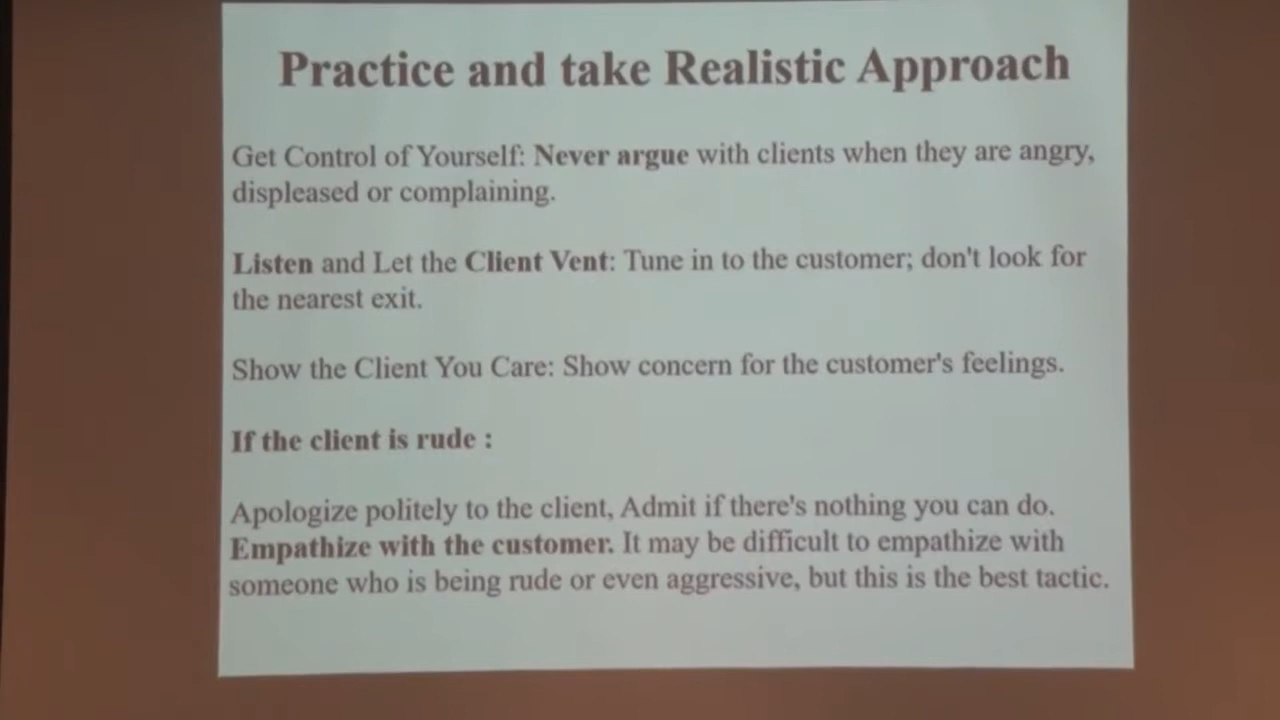 Practice and take Realistic Approach
Get Control of Yourself: Never argue with clients when they are angry,
displeased or complaining.
Listen and Let the Client Vent: Tune in to the customer; don't look for
the nearest exit.
Show the Client You Care: Show concern for the customer's feelings.
If the client is rude :
Apologize politely to the client, Admit if there's nothing you can do.
Empathize with the customer. It may be difficult to empathize with
someone who is being rude or even aggressive, but this is the best tactic.